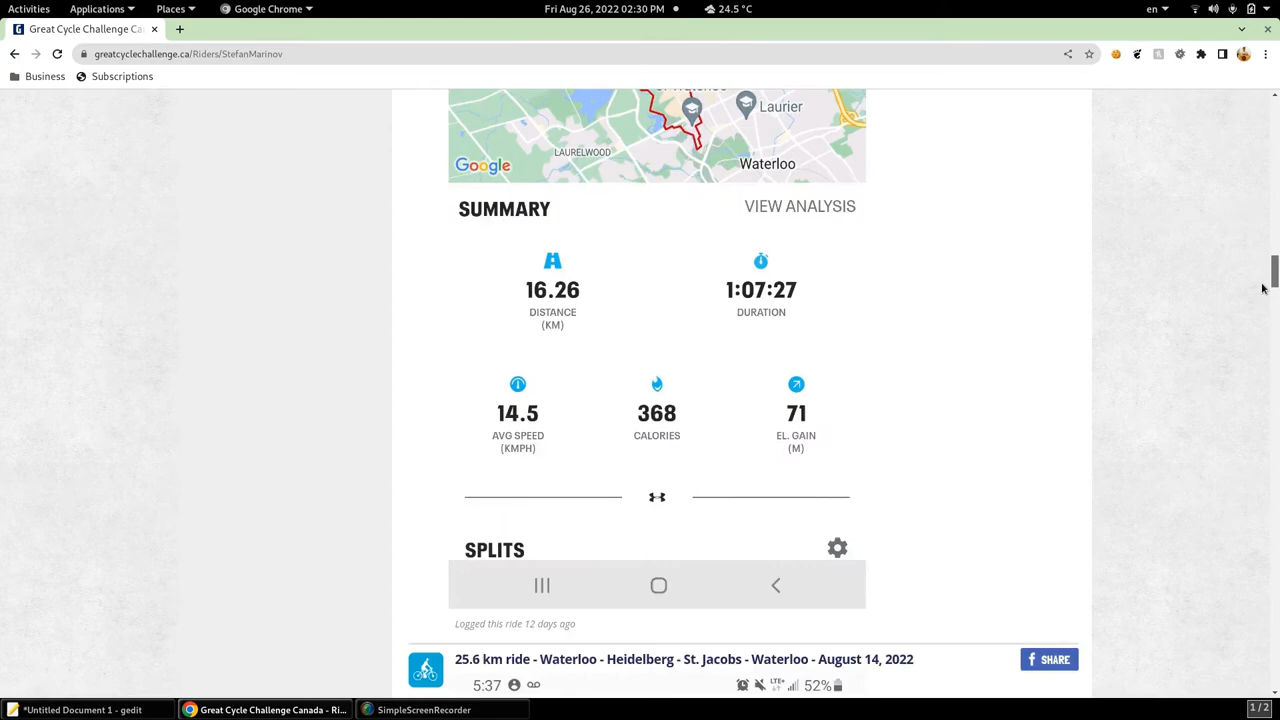 Activities Applications Places Google Chrome Fri Aug 26, 2022 02:30 PM 24.5 °C en
Great Cycle Challenge Ca
greatcyclechallenge.ca/Riders/StefanMarinov
Business Subscriptions
Laurier
LAURELWOOD
Waterloo
Google
SUMMARY VIEW ANALYSIS
16.26 1:07:27
DISTANCE DURATION
(KM)
14.5 368 71
AVG SPEED CALORIES EL. GAIN
(KMPH) (M)
SPLITS
Logged this ride 12 days ago
25.6 km ride - Waterloo - Heidelberg - St. Jacobs - Waterloo - August 14, 2022 f SHARE
5:37 LTE+ 52%
*Untitled Document 1 - gedit Great Cycle Challenge Canada - Ri... SimpleScreenRecorder 1 / 2